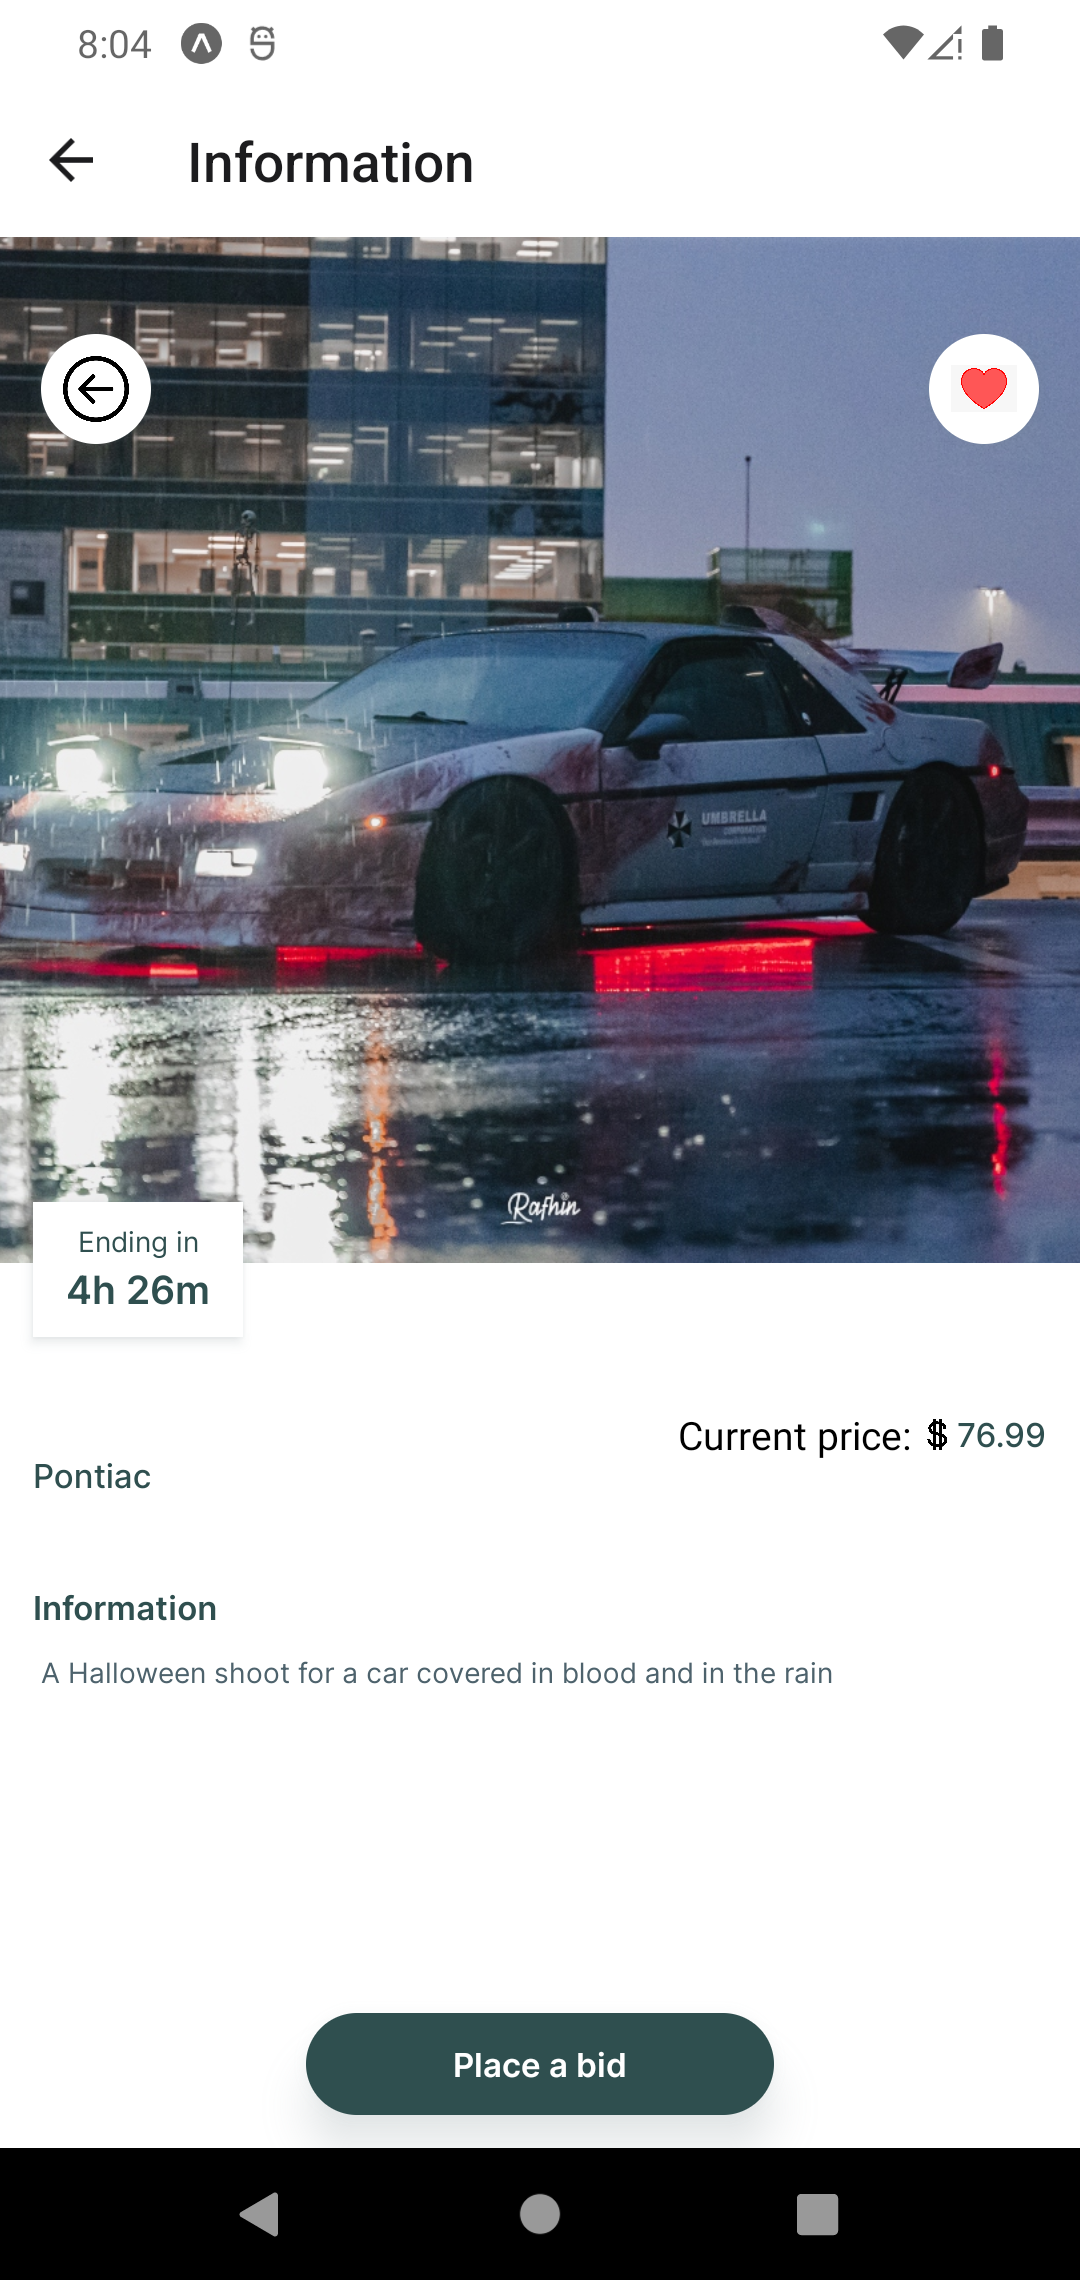 8:04
Information
UMBRELLA
CORPORATION
Rafhin
Ending in
4h 26m
Current price: $ 76.99
Pontiac
Information
A Halloween shoot for a car covered in blood and in the rain
Place a bid